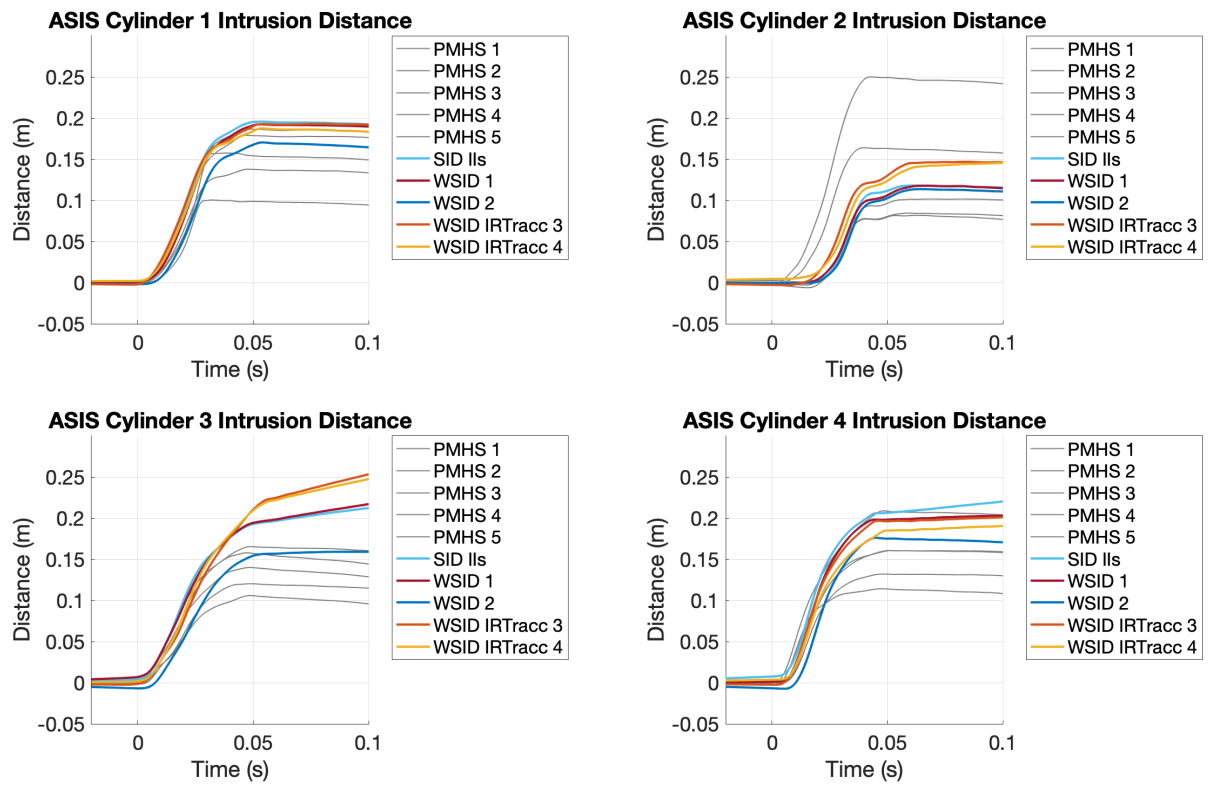 ASIS Cylinder 1 Intrusion Distance
Distance (m)
0.25
0.2
0.15
0.1
0.05
0
-0.05
0
0.05
0.1
Time (s)
PMHS 1
PMHS 2
PMHS 3
PMHS 4
PMHS 5
SID IIs
WSID 1
WSID 2
WSID IRTracc 3
WSID IRTracc 4
ASIS Cylinder 2 Intrusion Distance
Distance (m)
0.25
0.2
0.15
0.1
0.05
0
-0.05
0
0.05
0.1
Time (s)
PMHS 1
PMHS 2
PMHS 3
PMHS 4
PMHS 5
SID IIs
WSID 1
WSID 2
WSID IRTracc 3
WSID IRTracc 4
ASIS Cylinder 3 Intrusion Distance
Distance (m)
0.25
0.2
0.15
0.1
0.05
0
-0.05
0
0.05
0.1
Time (s)
PMHS 1
PMHS 2
PMHS 3
PMHS 4
PMHS 5
SID IIs
WSID 1
WSID 2
WSID IRTracc 3
WSID IRTracc 4
ASIS Cylinder 4 Intrusion Distance
Distance (m)
0.25
0.2
0.15
0.1
0.05
0
-0.05
0
0.05
0.1
Time (s)
PMHS 1
PMHS 2
PMHS 3
PMHS 4
PMHS 5
SID IIs
WSID 1
WSID 2
WSID IRTracc 3
WSID IRTracc 4